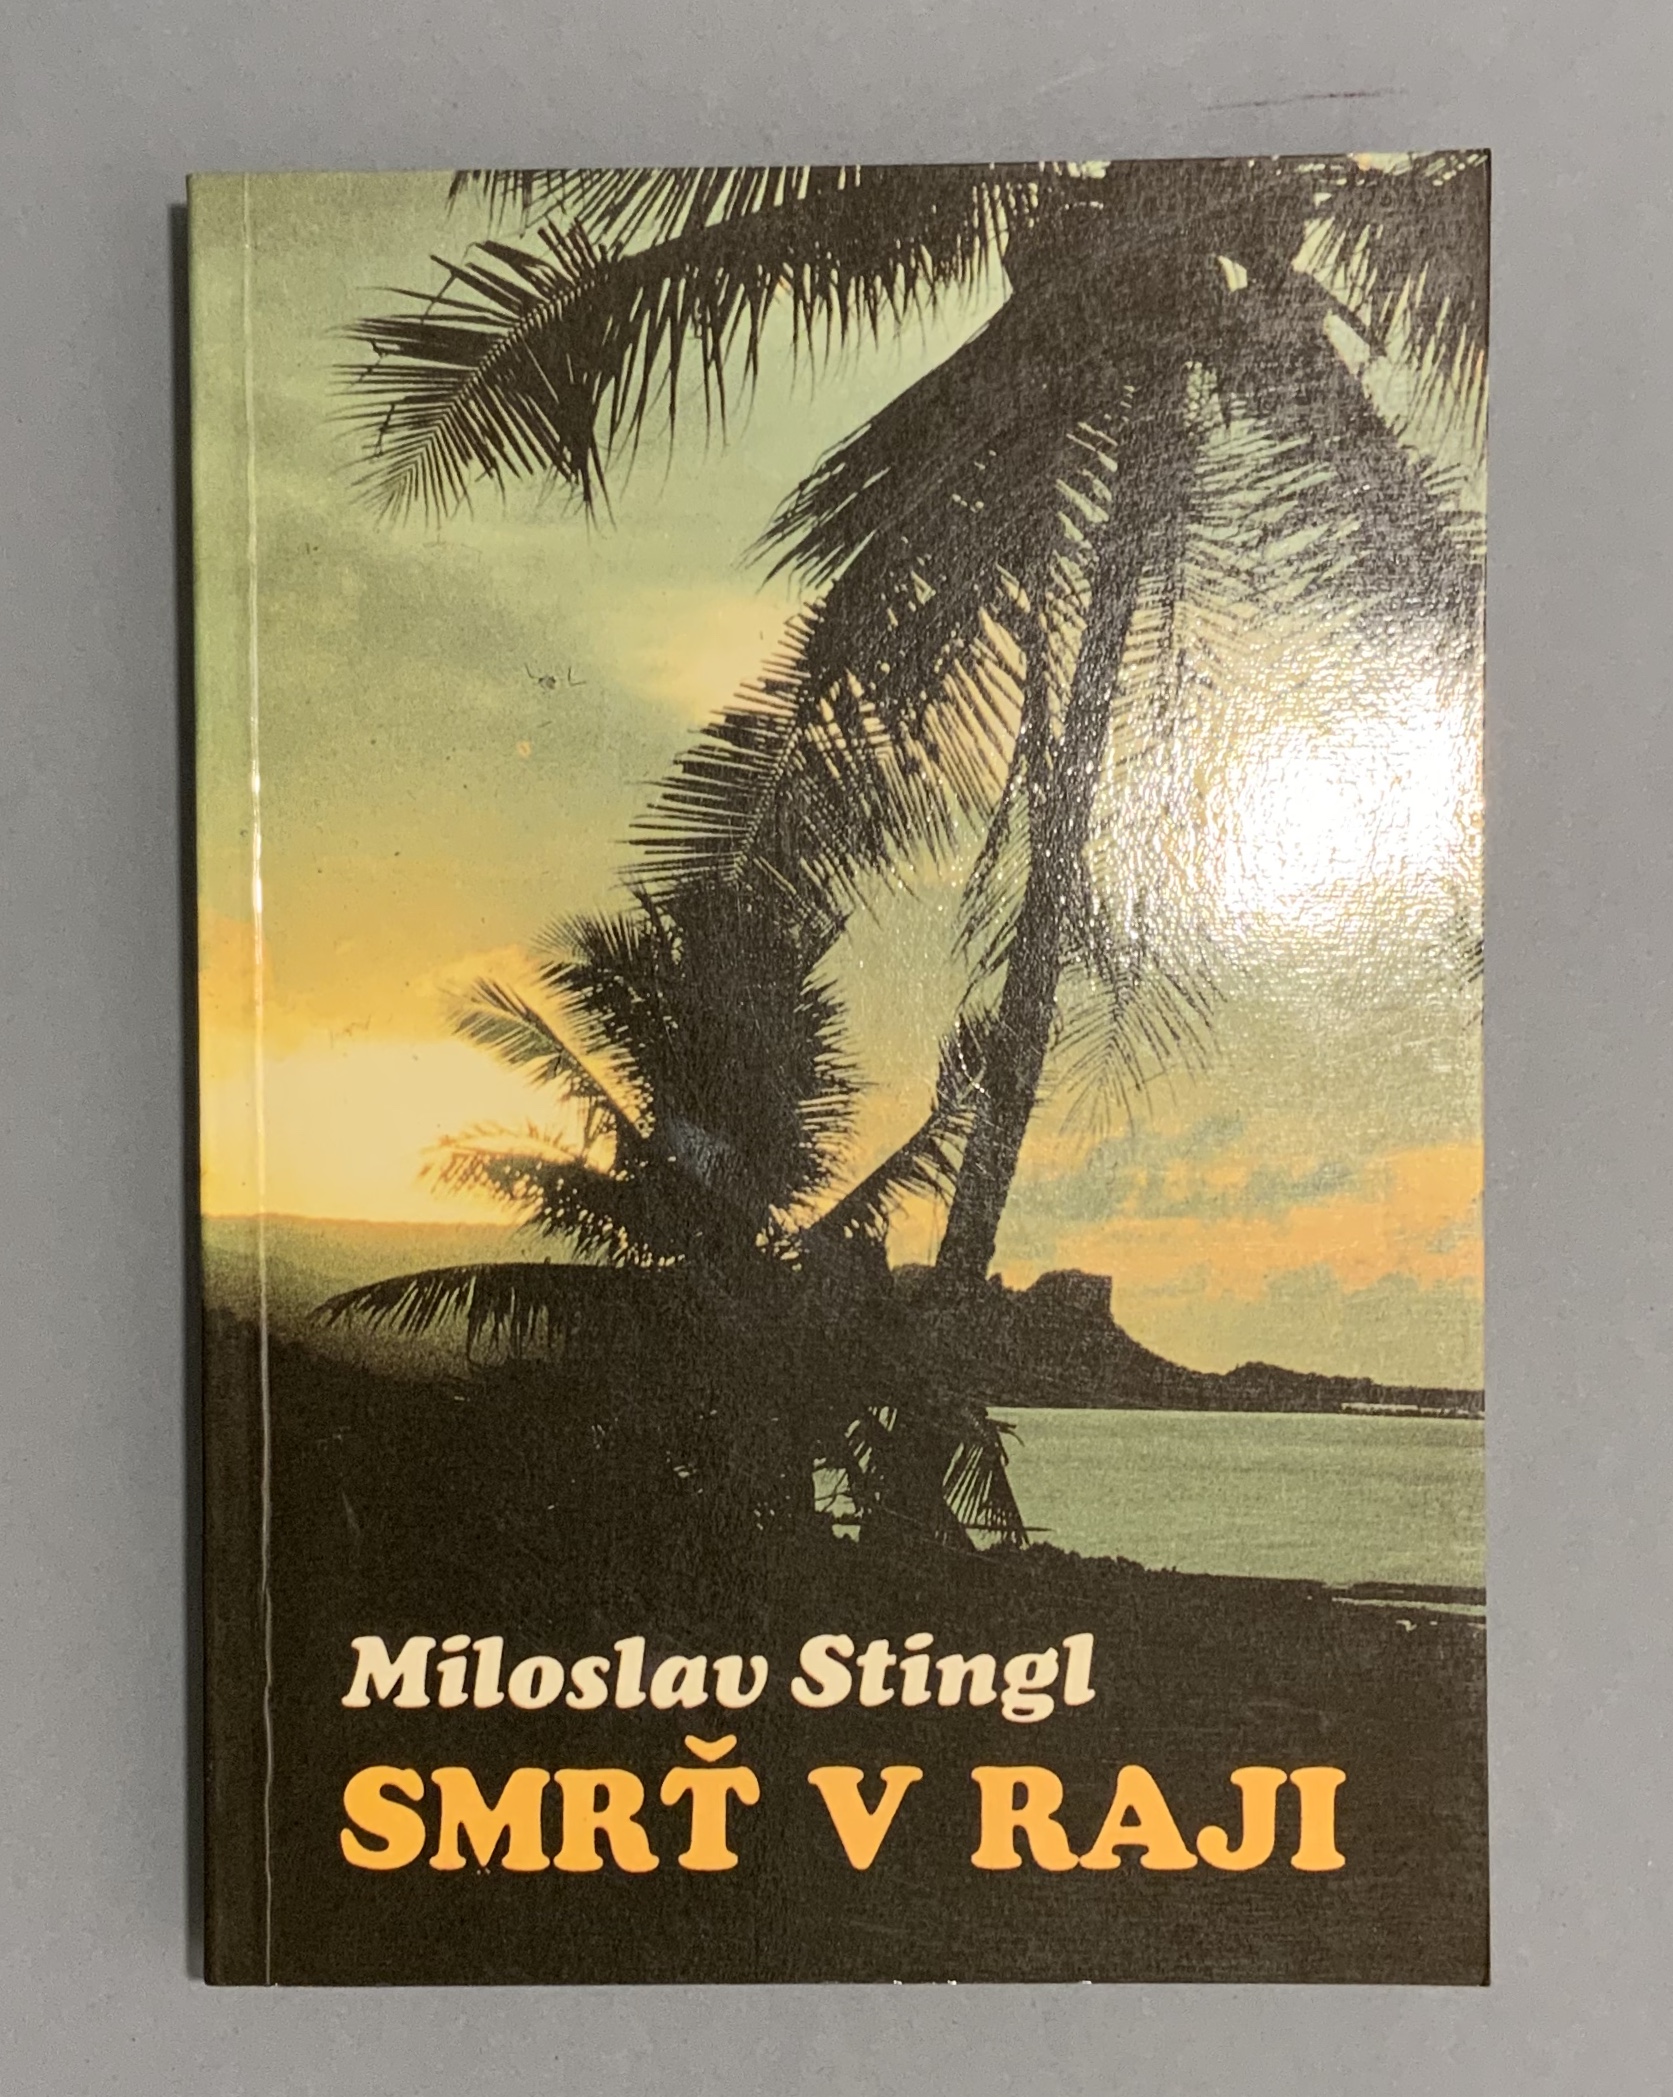 Miloslav Stingl
SMRŤ V RAJI